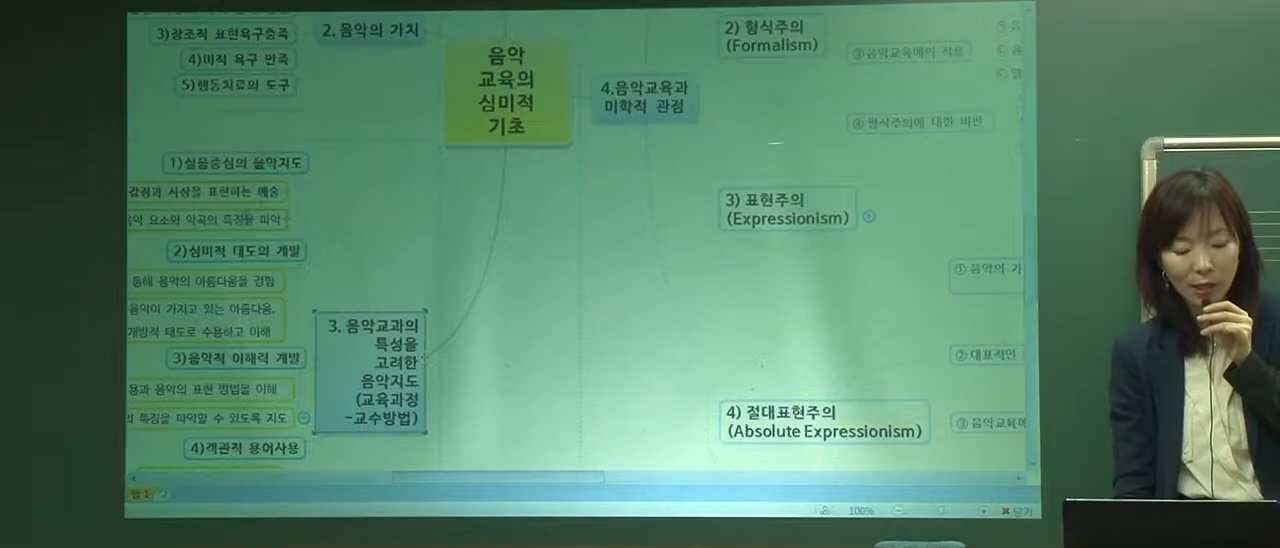 3)창조적 표현욕구충족
4)미적 욕구 만족
5)행동치료의 도구
2. 음악의 가치
음악
교육의
심미적
기초
4.음악교육과
미학적 관점
2) 형식주의
(Formalism)
③음악교육에의 적용
④ 형식주의에 대한 비판
3) 표현주의
(Expressionism)
① 음악의 가
② 대표적인
4) 절대표현주의
(Absolute Expressionism)
③ 음악교육에
1)실음중심의 음악지도
감정과 사상을 표현하는 예술
음악 요소와 악곡의 특징을 파악
2)심미적 태도의 개발
통해 음악의 아름다움을 경험
음악이 가지고 있는 아름다움,
개방적 태도로 수용하고 이해
3)음악적 이해력 개발
용과 음악의 표현 방법을 이해
의 특징을 파악할 수 있도록 지도
4)객관적 용어사용
3. 음악교과의
특성을
고려한
음악지도
(교육과정
-교수방법)
맵 1
100%
닫기